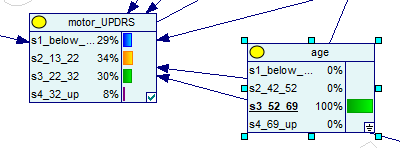 motor_UPDRS
s1_below_... 29%
s2_13_22 34%
s3_22_32 30%
s4_32_up 8%
age
s1_below_... 0%
s2_42_52 0%
s3_52_69 100%
s4_69_up 0%